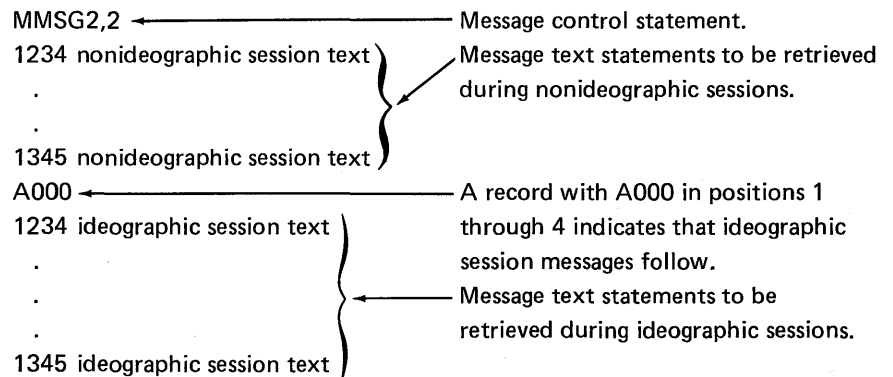 MMSG2,2 Message control statement.
1234 nonideographic session text Message text statements to be retrieved
. during nonideographic sessions.
.
1345 nonideographic session text
A000 A record with A000 in positions 1
1234 ideographic session text through 4 indicates that ideographic
. session messages follow.
. Message text statements to be
. retrieved during ideographic sessions.
1345 ideographic session text